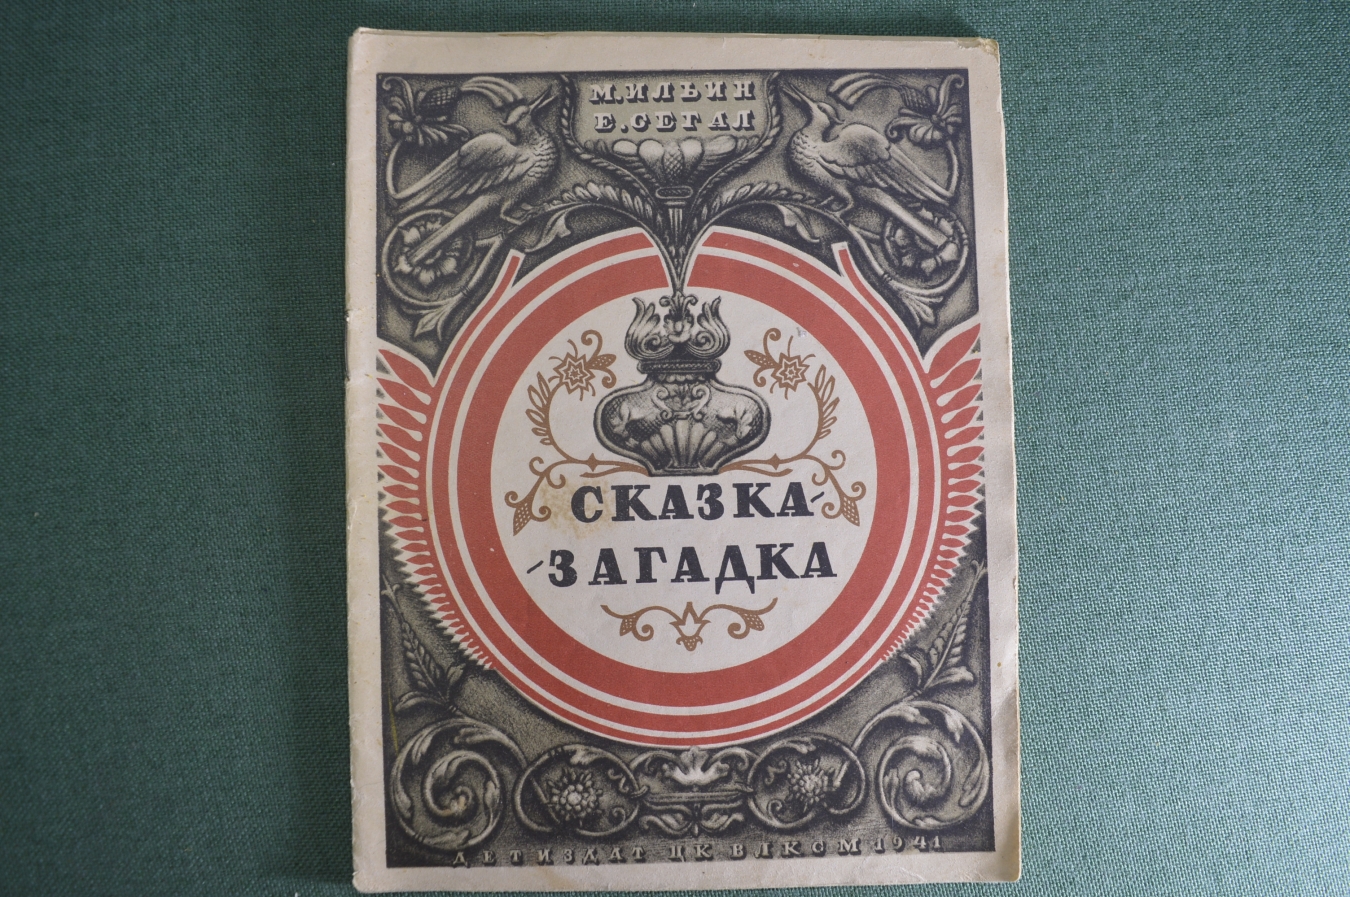 М. ИЛЬИН
Е. СЕГАЛ
СКАЗКА-
-ЗАГАДКА
ДЕТИЗДАТ ЦК ВЛКСМ 1941